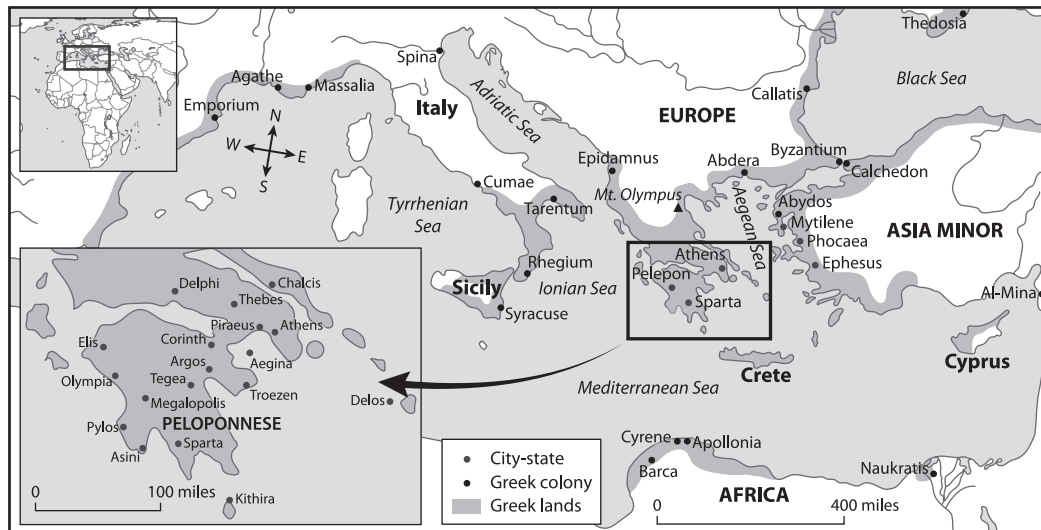 Thedosia
Black Sea
Spina
Agathe
Massalia
Emporium
N
W
E
S
Italy
Adriatic Sea
EUROPE
Callatis
Byzantium
Calchedon
Epidamnus
Abdera
Mt. Olympus
Aegean Sea
Abydos
Mytilene
Phocaea
Ephesus
ASIA MINOR
Cumae
Tarentum
Tyrrhenian
Sea
Rhegium
Sicily
Ionian Sea
Syracuse
Athens
Pelepon
Sparta
Al-Mina
Cyprus
Crete
Mediterranean Sea
Delphi
Chalcis
Thebes
Piraeus
Athens
Elis
Corinth
Argos
Aegina
Olympia
Tegea
Troezen
Megalopolis
Delos
Pylos
PELOPONNESE
Sparta
Asini
Kithira
0
100 miles
City-state
Greek colony
Greek lands
Cyrene
Apollonia
Barca
Naukratis
AFRICA
0
400 miles